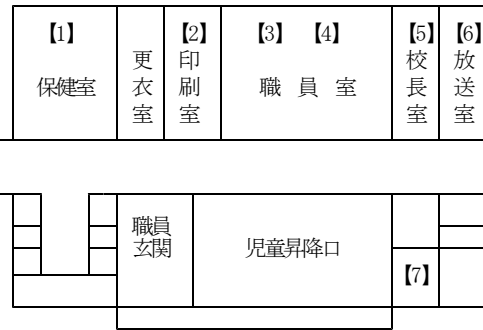 【1】
保健室
更衣室
【2】
印刷室
【3】 【4】
職員室
【5】
校長室
【6】
放送室
職員
玄関
児童昇降口
【7】